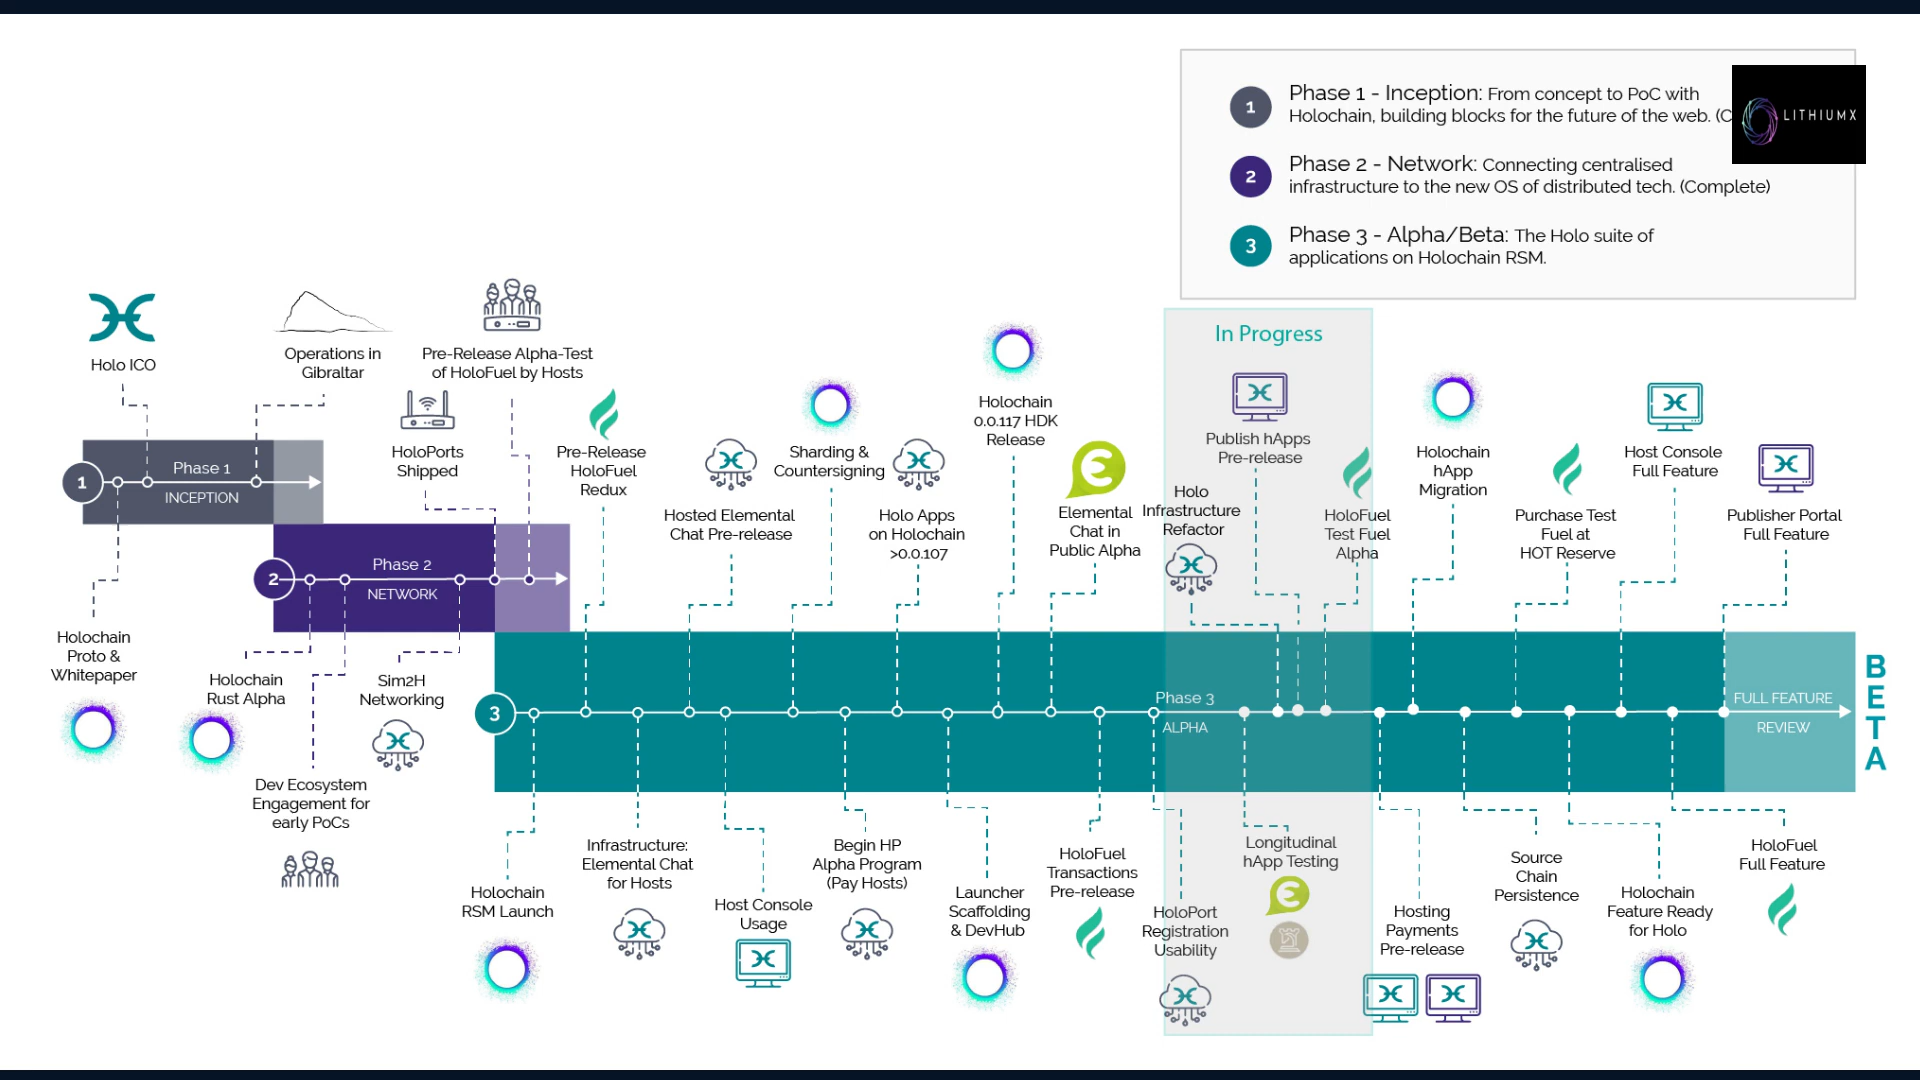 1
Phase 1 - Inception: From concept to PoC with
Holochain, building blocks for the future of the web. (C
LITHIUMX
2
Phase 2 - Network: Connecting centralised
infrastructure to the new OS of distributed tech. (Complete)
3
Phase 3 - Alpha/Beta: The Holo suite of
applications on Holochain RSM.
Holo ICO
Operations in
Gibraltar
Pre-Release Alpha-Test
of HoloFuel by Hosts
HoloPorts
Shipped
1
Phase 1
INCEPTION
2
Phase 2
NETWORK
Holochain
Proto &
Whitepaper
Holochain
Rust Alpha
Dev Ecosystem
Engagement for
early PoCs
Sim2H
Networking
Pre-Release
HoloFuel
Redux
Hosted Elemental
Chat Pre-release
Sharding &
Countersigning
Holo Apps
on Holochain
>0.0.107
Holochain
0.0.117 HDK
Release
Elemental
Chat in
Public Alpha
In Progress
Publish hApps
Pre-release
Holo
Infrastructure
Refactor
HoloFuel
Test Fuel
Alpha
Holochain
hApp
Migration
Purchase Test
Fuel at
HOT Reserve
Host Console
Full Feature
Publisher Portal
Full Feature
3
Phase 3
ALPHA
FULL FEATURE
REVIEW
BETA
Holochain
RSM Launch
Infrastructure:
Elemental Chat
for Hosts
Host Console
Usage
Begin HP
Alpha Program
(Pay Hosts)
Launcher
Scaffolding
& DevHub
HoloFuel
Transactions
Pre-release
HoloPort
Registration
Usability
Longitudinal
hApp Testing
Hosting
Payments
Pre-release
Source
Chain
Persistence
Holochain
Feature Ready
for Holo
HoloFuel
Full Feature